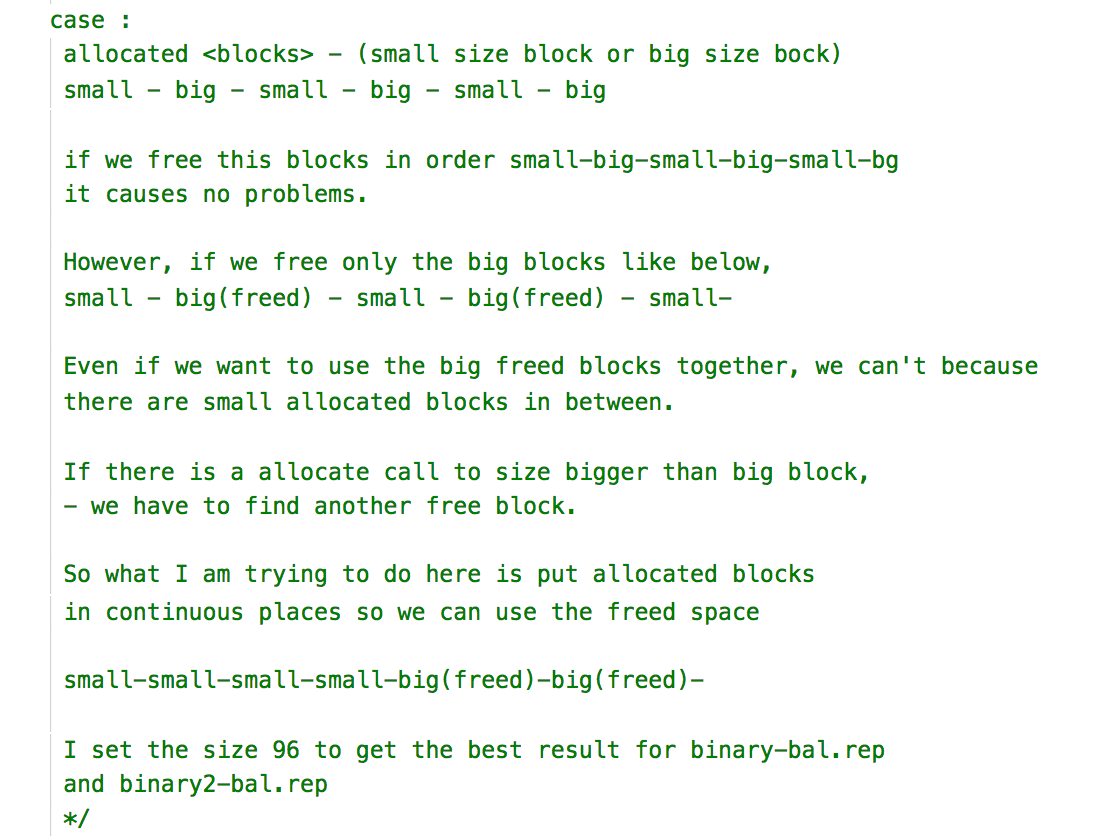 case :
allocated <blocks> - (small size block or big size bock)
small - big - small - big - small - big
if we free this blocks in order small-big-small-big-small-bg
it causes no problems.
However, if we free only the big blocks like below,
small - big(freed) - small - big(freed) - small-
Even if we want to use the big freed blocks together, we can't because
there are small allocated blocks in between.
If there is a allocate call to size bigger than big block,
- we have to find another free block.
So what I am trying to do here is put allocated blocks
in continuous places so we can use the freed space
small-small-small-small-big(freed)-big(freed)-
I set the size 96 to get the best result for binary-bal.rep
and binary2-bal.rep
*/